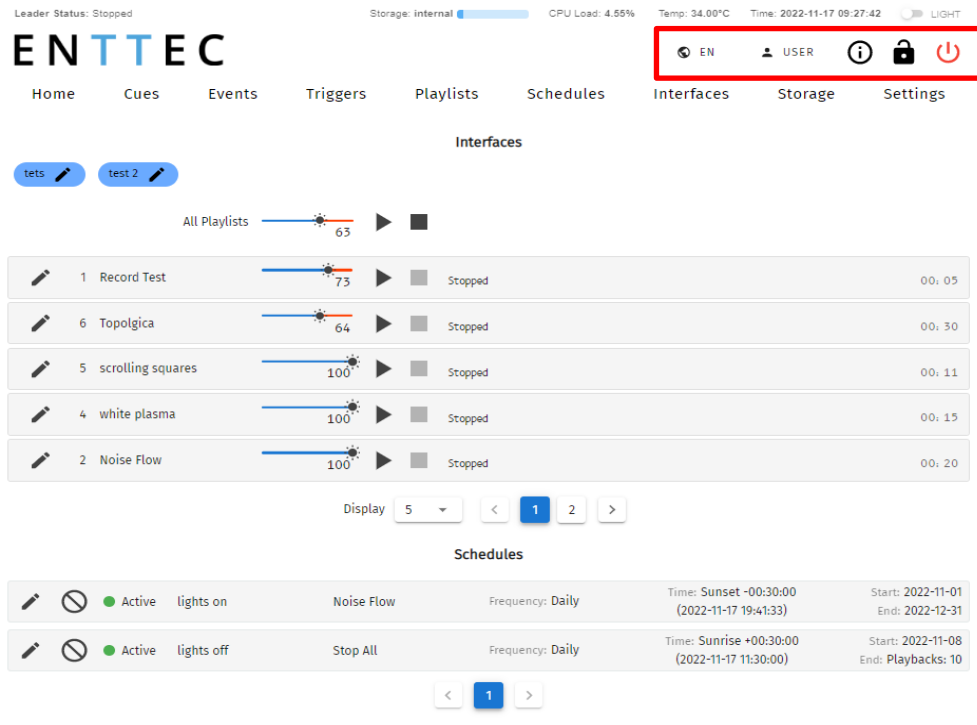 Leader Status: Stopped Storage: internal CPU Load: 4.55% Temp: 34.00°C Time: 2022-11-17 09:27:42 LIGHT
ENTTEC
EN USER
Home Cues Events Triggers Playlists Schedules Interfaces Storage Settings
Interfaces
tets test 2
All Playlists 63
1 Record Test 73 Stopped 00: 05
6 Topolgica 64 Stopped 00: 30
5 scrolling squares 100 Stopped 00: 11
4 white plasma 100 Stopped 00: 15
2 Noise Flow 100 Stopped 00: 20
Display 5 < 1 2 >
Schedules
Active lights on Noise Flow Frequency: Daily Time: Sunset -00:30:00 Start: 2022-11-01
(2022-11-17 19:41:33) End: 2022-12-31
Active lights off Stop All Frequency: Daily Time: Sunrise +00:30:00 Start: 2022-11-08
(2022-11-17 11:30:00) End: Playbacks: 10
< 1 >